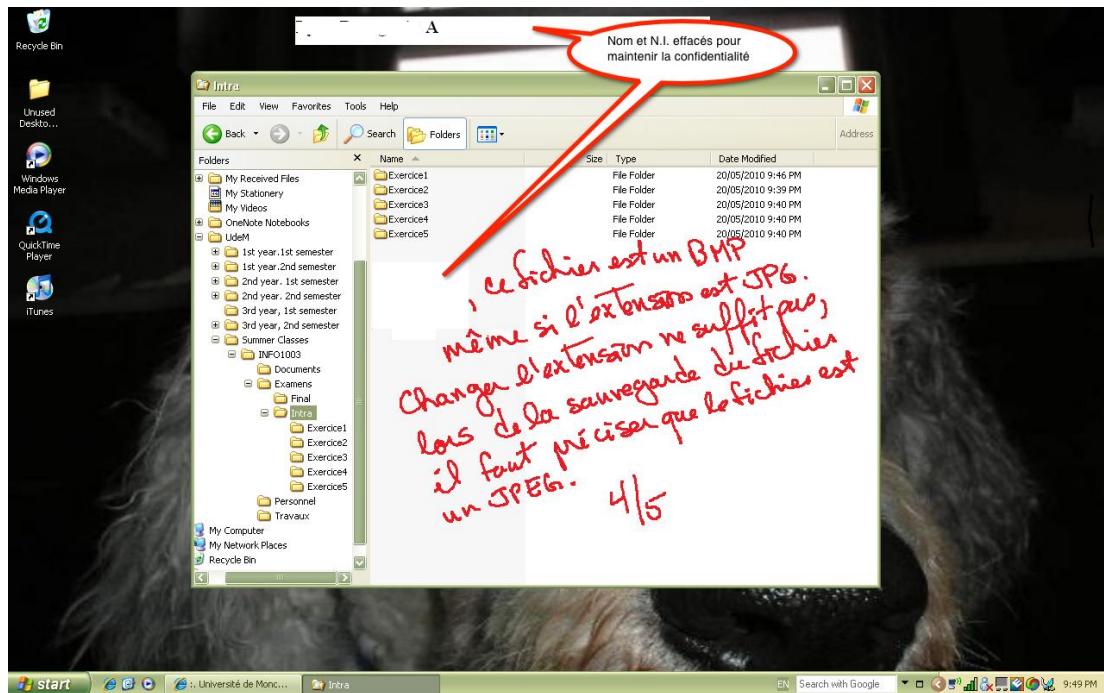 A
Nom et N.I. effacés pour
maintenir la confidentialité
Recycle Bin
Unused
Deskto...
Windows
Media Player
QuickTime
Player
iTunes
Intra
File Edit View Favorites Tools Help
Back Search Folders Address
Folders X Name Size Type Date Modified
My Received Files
My Stationery
My Videos
OneNote Notebooks
UdeM
1st year.1st semester
1st year.2nd semester
2nd year. 1st semester
2nd year. 2nd semester
3rd year, 1st semester
3rd year, 2nd semester
Summer Classes
INFO1003
Documents
Examens
Final
Intra
Exercice1
Exercice2
Exercice3
Exercice4
Exercice5
Personnel
Travaux
My Computer
My Network Places
Recycle Bin
Exercice1 File Folder 20/05/2010 9:46 PM
Exercice2 File Folder 20/05/2010 9:39 PM
Exercice3 File Folder 20/05/2010 9:40 PM
Exercice4 File Folder 20/05/2010 9:40 PM
Exercice5 File Folder 20/05/2010 9:40 PM
, ce fichier est un BMP
même si l'extension est JPG.
Changer l'extension ne suffit pas,
lors de la sauvegarde du fichier
il faut préciser que le fichier est
un JPEG.
4/5
start :. Université de Monc... Intra EN Search with Google 9:49 PM